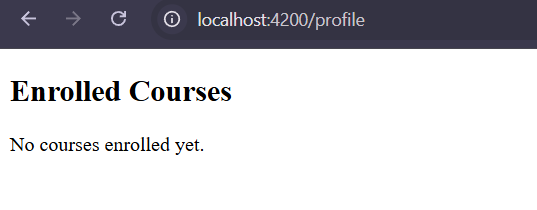 localhost:4200/profile
Enrolled Courses
No courses enrolled yet.